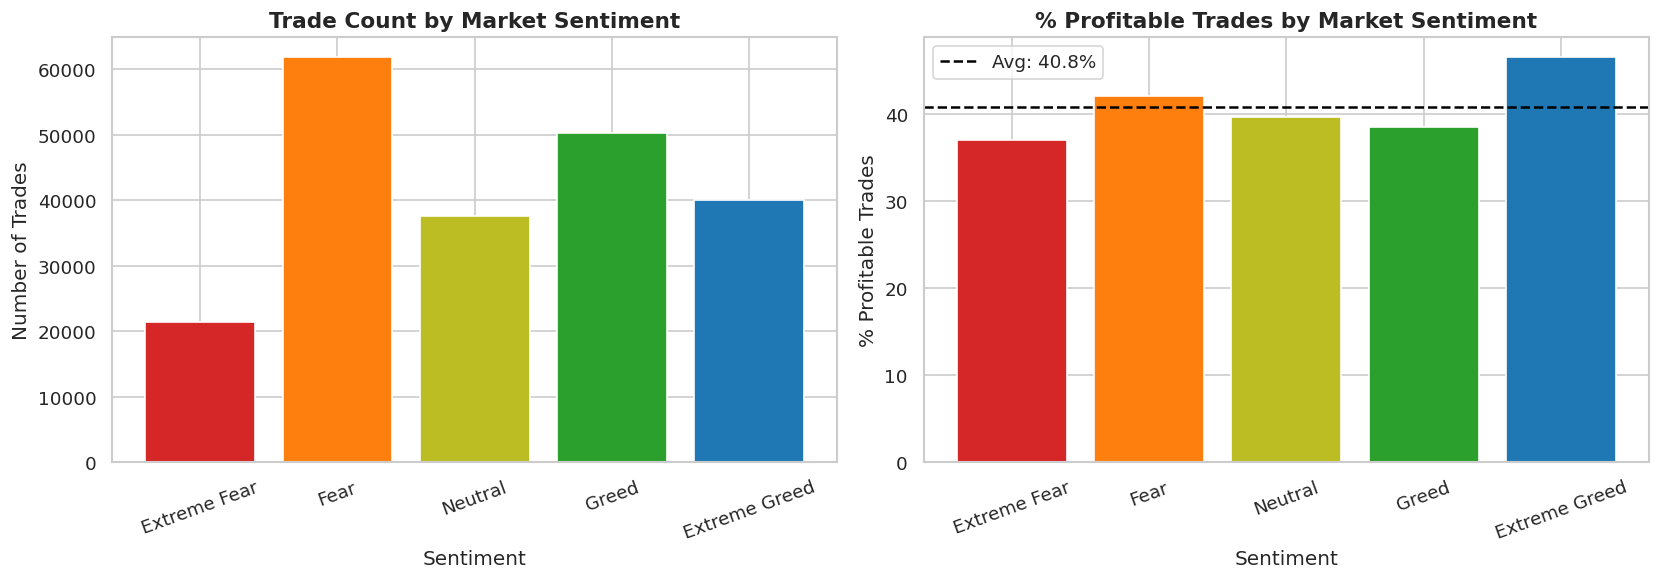 Trade Count by Market Sentiment
Number of Trades
60000
50000
40000
30000
20000
10000
0
Extreme Fear
Fear
Neutral
Greed
Extreme Greed
Sentiment
% Profitable Trades by Market Sentiment
Avg: 40.8%
% Profitable Trades
40
30
20
10
0
Extreme Fear
Fear
Neutral
Greed
Extreme Greed
Sentiment